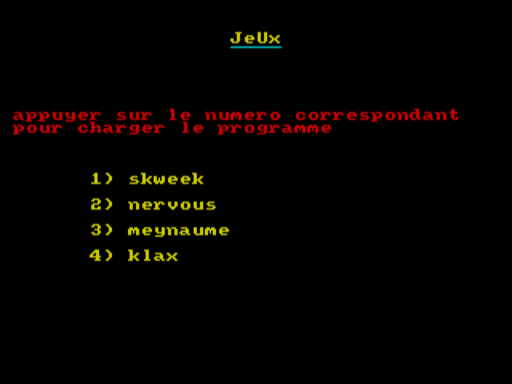 JeUx
appuyer sur le numero correspondant
pour charger le programme
1) skweek
2) nervous
3) meynaume
4) klax